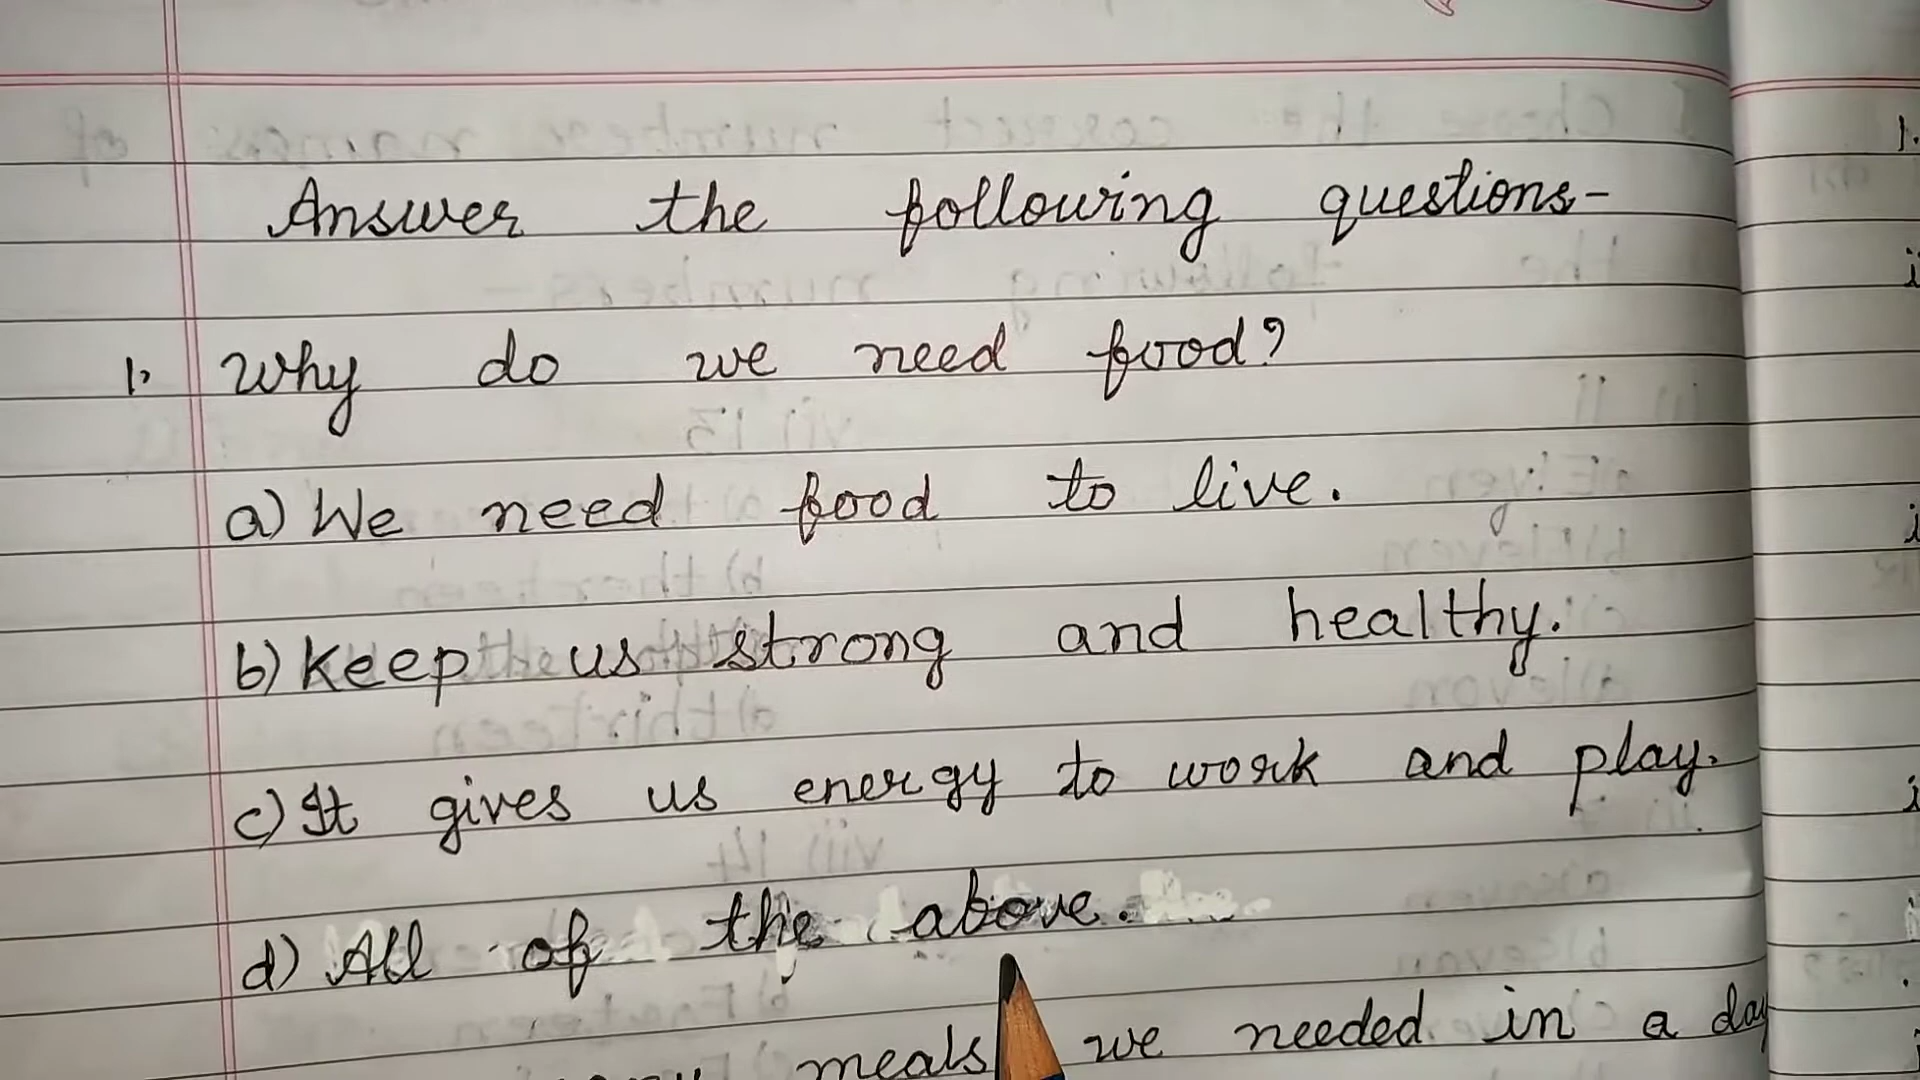 Answer the following questions-
1. Why do we need food?
a) We need food to live.
b) Keep us strong and healthy.
c) It gives us energy to work and play.
d) All of the above.
meals we needed in a day